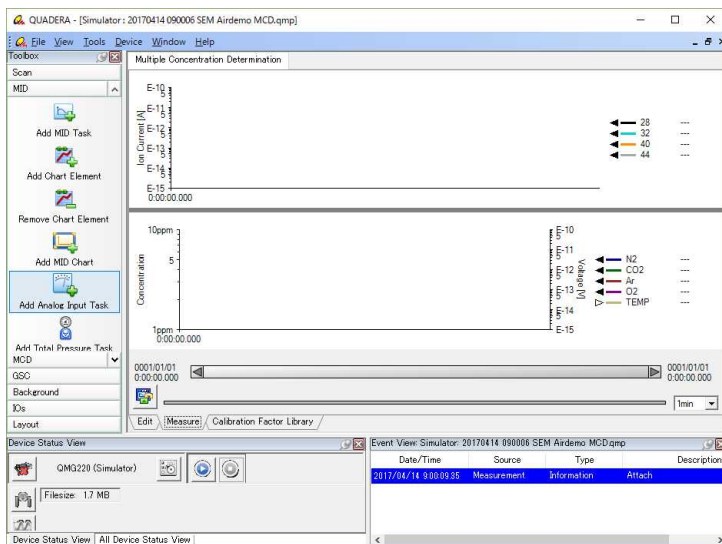 QUADERA - [Simulator : 20170414 090006 SEM Airdemo MCD.qmp]
File View Tools Device Window Help
Toolbox
Scan
MID
Add MID Task
Add Chart Element
Remove Chart Element
Add MID Chart
Add Analog Input Task
Add Total Pressure Task
MCD
GSC
Background
IOs
Layout
Multiple Concentration Determination
Ion Current [A]
E-10
5
E-11
5
E-12
5
E-13
5
E-14
5
E-15
0:00:00.000
28 ---
32 ---
40 ---
44 ---
Concentration
10ppm
5
1ppm
0:00:00.000
E-10
5
E-11
5
E-12
5
E-13
5
E-14
5
E-15
Voltage [V]
N2 ---
CO2 ---
Ar ---
O2 ---
TEMP ---
0001/01/01
0:00:00.000
0001/01/01
0:00:00.000
1min
Edit Measure Calibration Factor Library
Device Status View
QMG220 (Simulator)
Filesize: 1.7 MB
Device Status View All Device Status View
Event View: Simulator: 20170414 090006 SEM Airdemo MCD.qmp
Date/Time Source Type Description
2017/04/14 9:00:09.35 Measurement Information Attach